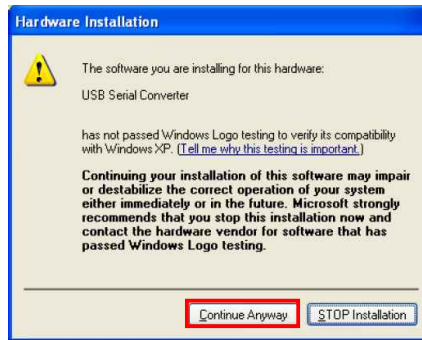 Hardware Installation
The software you are installing for this hardware:
USB Serial Converter
has not passed Windows Logo testing to verify its compatibility
with Windows XP. (Tell me why this testing is important.)
Continuing your installation of this software may impair
or destabilize the correct operation of your system
either immediately or in the future. Microsoft strongly
recommends that you stop this installation now and
contact the hardware vendor for software that has
passed Windows Logo testing.
Continue Anyway
STOP Installation